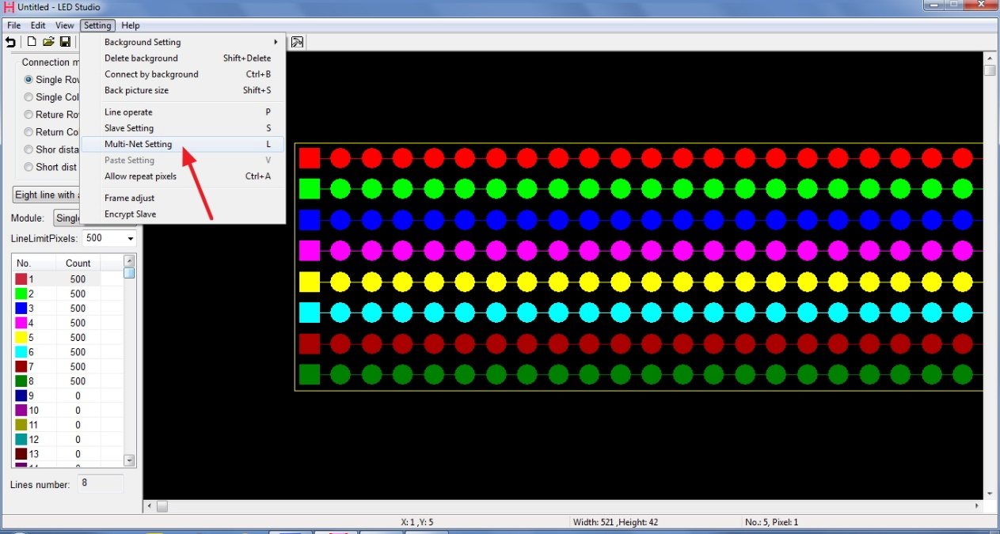 Untitled - LED Studio
File Edit View Setting Help
Background Setting
Delete background Shift+Delete
Connect by background Ctrl+B
Back picture size Shift+S
Line operate P
Slave Setting S
Multi-Net Setting L
Paste Setting V
Allow repeat pixels Ctrl+A
Frame adjust
Encrypt Slave
Connection m
Single Rov
Single Col
Reture Ro
Return Co
Shor dista
Short dist
Eight line with a
Module: Single
LineLimitPixels: 500
No. Count
1 500
2 500
3 500
4 500
5 500
6 500
7 500
8 500
9 0
10 0
11 0
12 0
13 0
Lines number: 8
X: 1 ,Y: 5 Width: 521 ,Height: 42 No.: 5, Pixel: 1